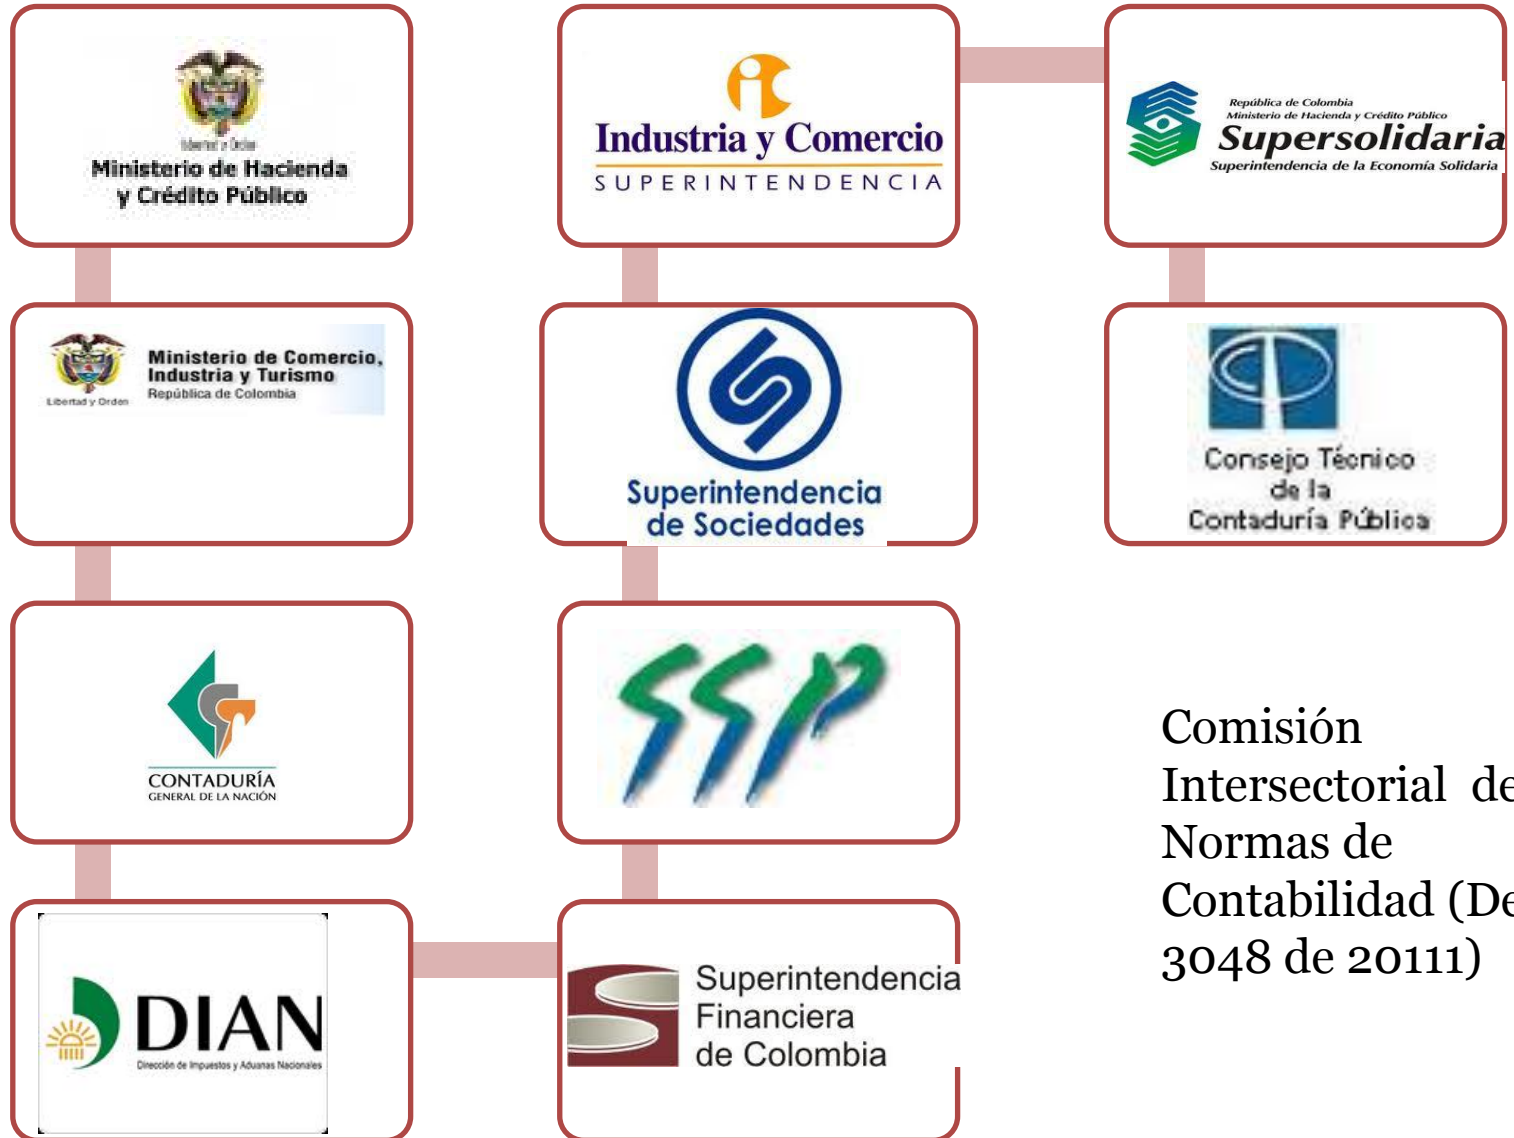 Libertad y Orden
Ministerio de Hacienda
y Crédito Público
Ministerio de Comercio,
Industria y Turismo
República de Colombia
Libertad y Orden
CONTADURÍA
GENERAL DE LA NACIÓN
DIAN
Dirección de Impuestos y Aduanas Nacionales
Superintendencia
Financiera
de Colombia
SSP
Superintendencia
de Sociedades
Industria y Comercio
SUPERINTENDENCIA
República de Colombia
Ministerio de Hacienda y Crédito Público
Supersolidaria
Superintendencia de la Economía Solidaria
Consejo Técnico
de la
Contaduría Pública
Comisión
Intersectorial de
Normas de
Contabilidad (De
3048 de 20111)